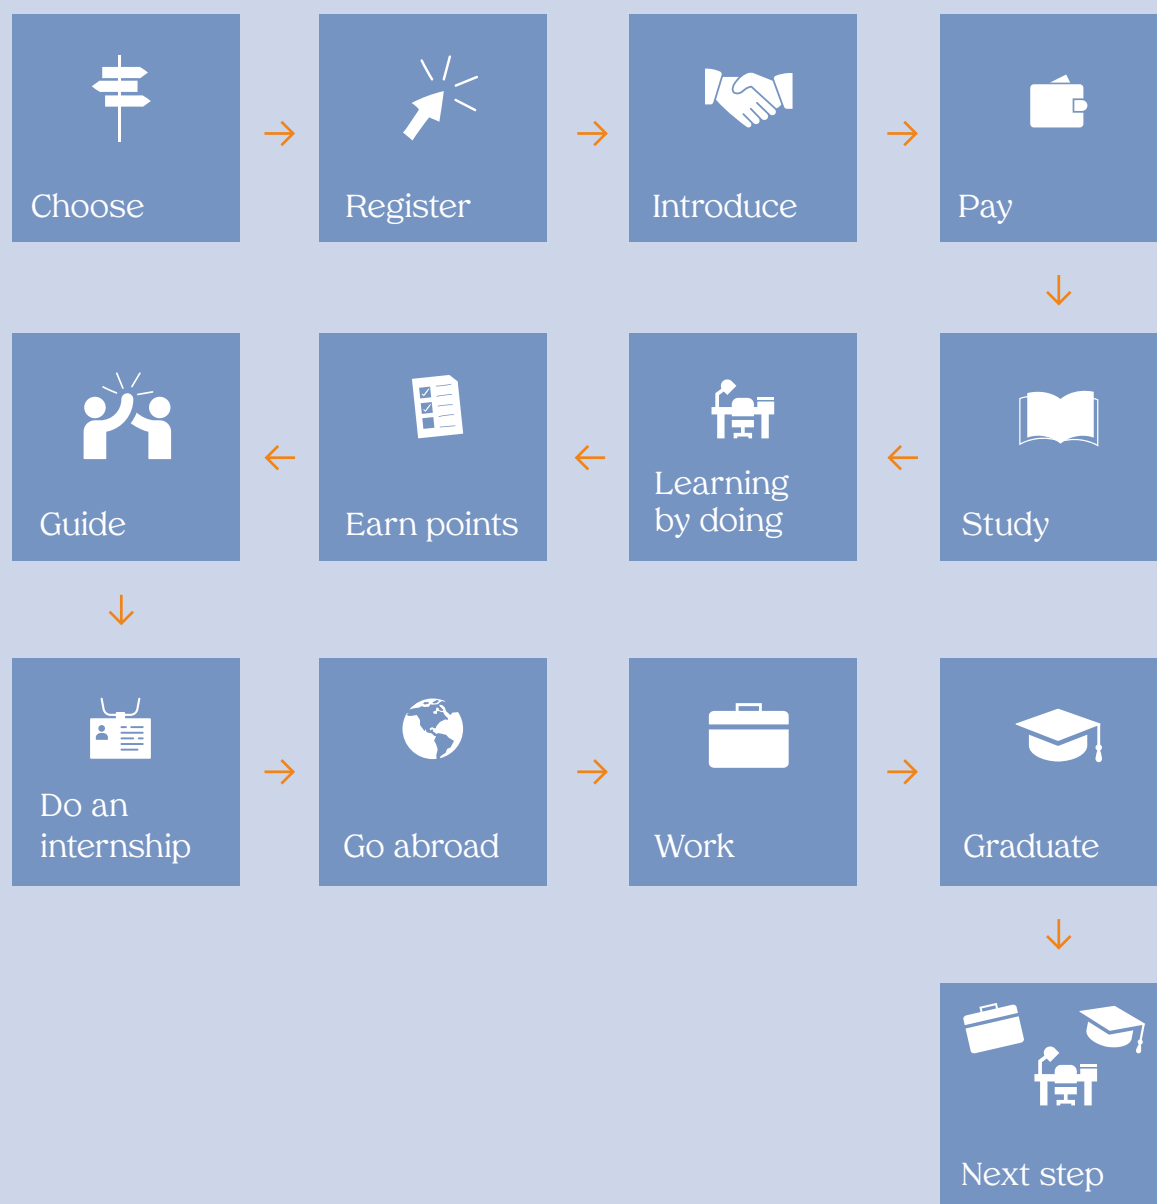 Choose
Register
Introduce
Pay
Study
Learning
by doing
Earn points
Guide
Do an
internship
Go abroad
Work
Graduate
Next step